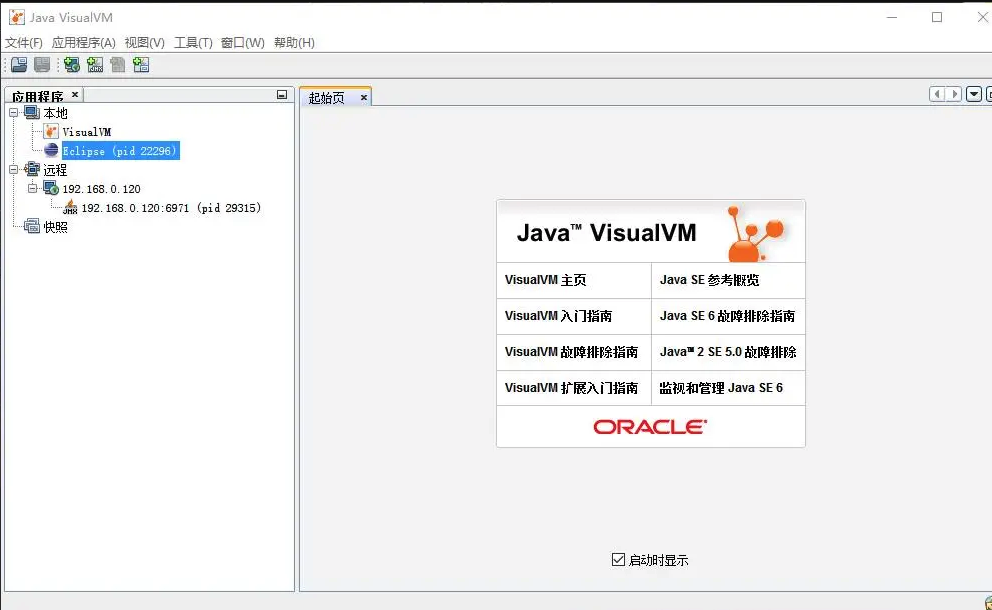 Java VisualVM
文件(F) 应用程序(A) 视图(V) 工具(T) 窗口(W) 帮助(H)
应用程序
本地
VisualVM
Eclipse (pid 22296)
远程
192.168.0.120
JMX
192.168.0.120:6971 (pid 29315)
快照
起始页
Java™ VisualVM
VisualVM 主页
Java SE 参考概览
VisualVM 入门指南
Java SE 6 故障排除指南
VisualVM 故障排除指南
Java™ 2 SE 5.0 故障排除
VisualVM 扩展入门指南
监视和管理 Java SE 6
ORACLE
启动时显示